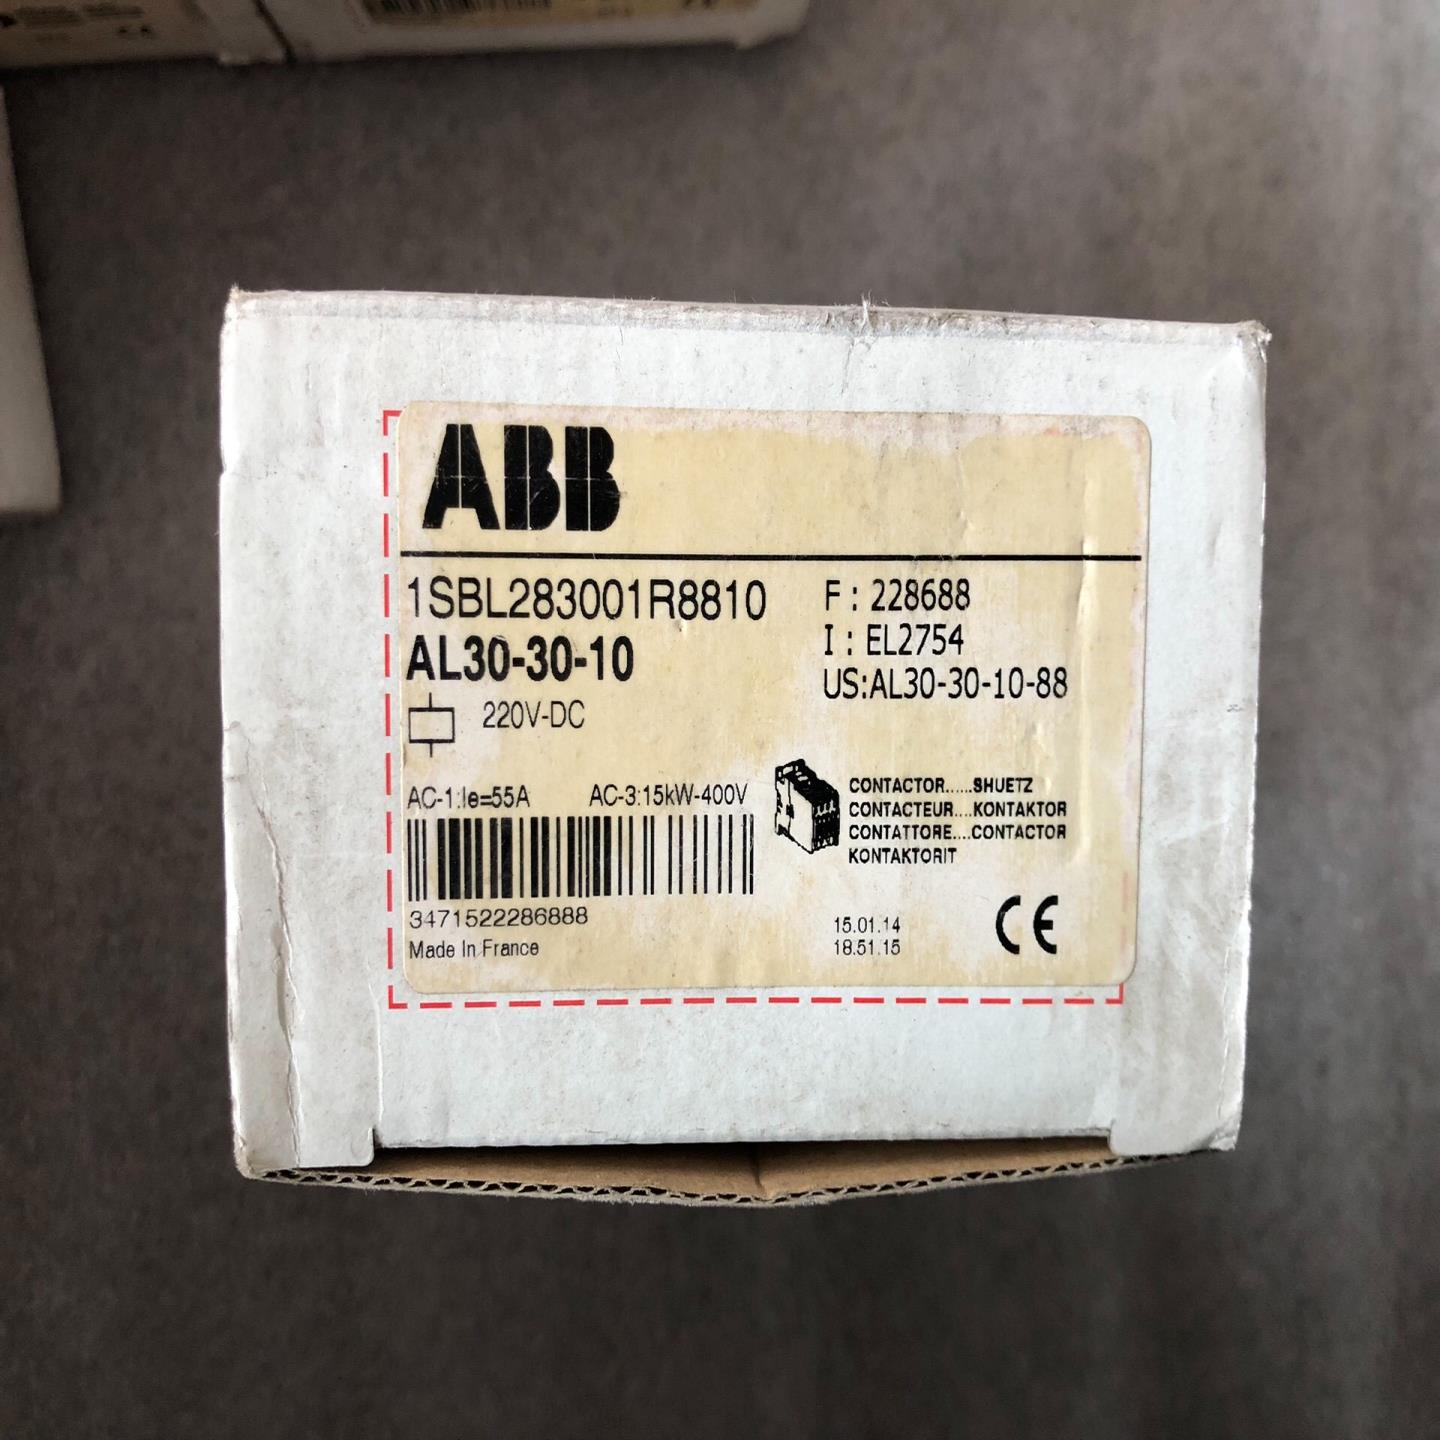 ABB
1SBL283001R8810
F: 228688
AL30-30-10
I: EL2754
US:AL30-30-10-88
220V-DC
AC-1:Ie=55A
AC-3:15kW-400V
CONTACTOR......SHUETZ
CONTACTEUR....KONTAKTOR
CONTATTORE....CONTACTOR
KONTAKTORIT
3471522286888
Made In France
15.01.14
18.51.15
CE